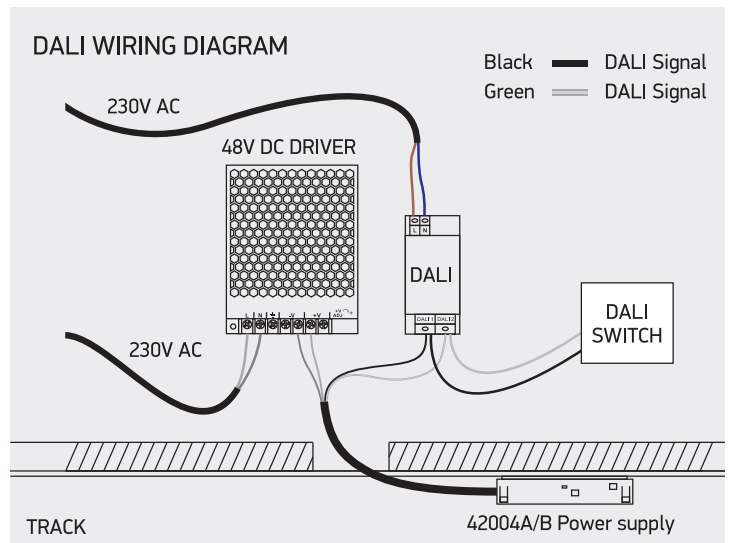 DALI WIRING DIAGRAM
Black DALI Signal
Green DALI Signal
230V AC
48V DC DRIVER
L N
DALI
DALI 1 DALI 2
L N -V +V +V ADJ
DALI
SWITCH
230V AC
TRACK
42004A/B Power supply